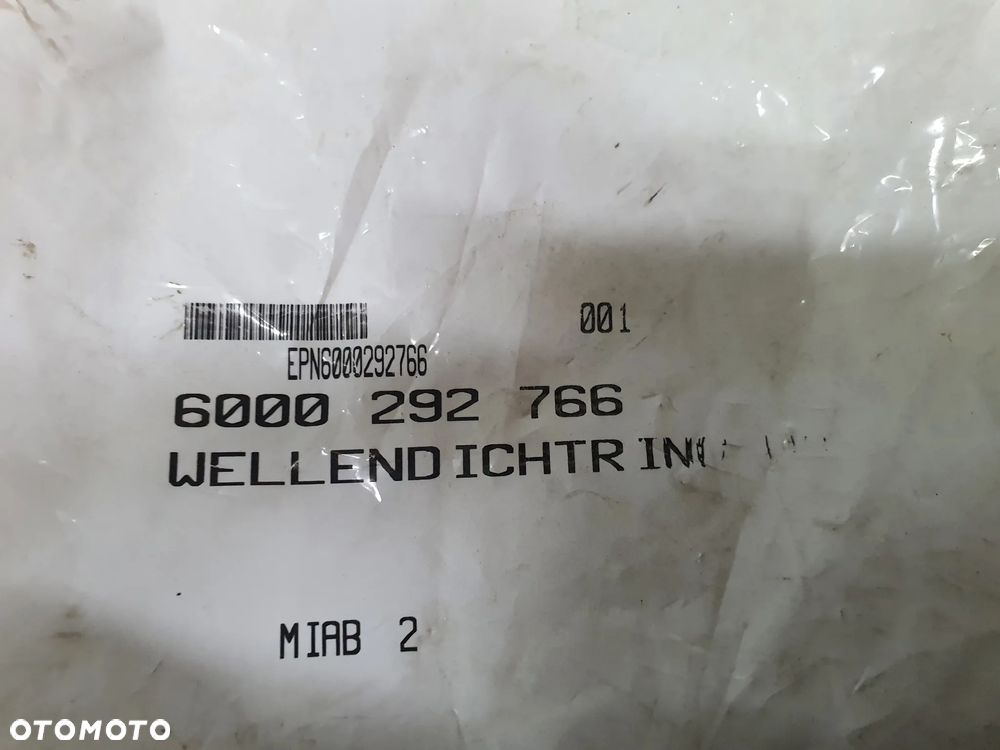 001
EPN6000292766
6000 292 766
WELLENDICHTRING
MIAB 2
OTOMOTO